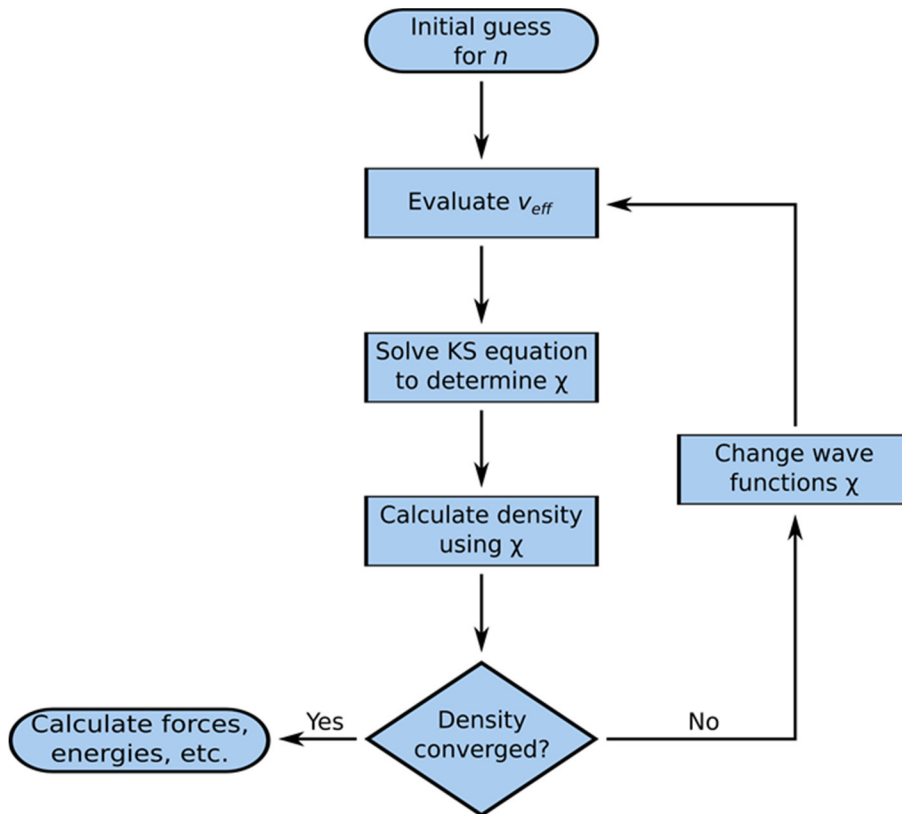 Initial guess
for n
Evaluate v_eff
Solve KS equation
to determine χ
Calculate density
using χ
Change wave
functions χ
Density
converged?
Yes
No
Calculate forces,
energies, etc.